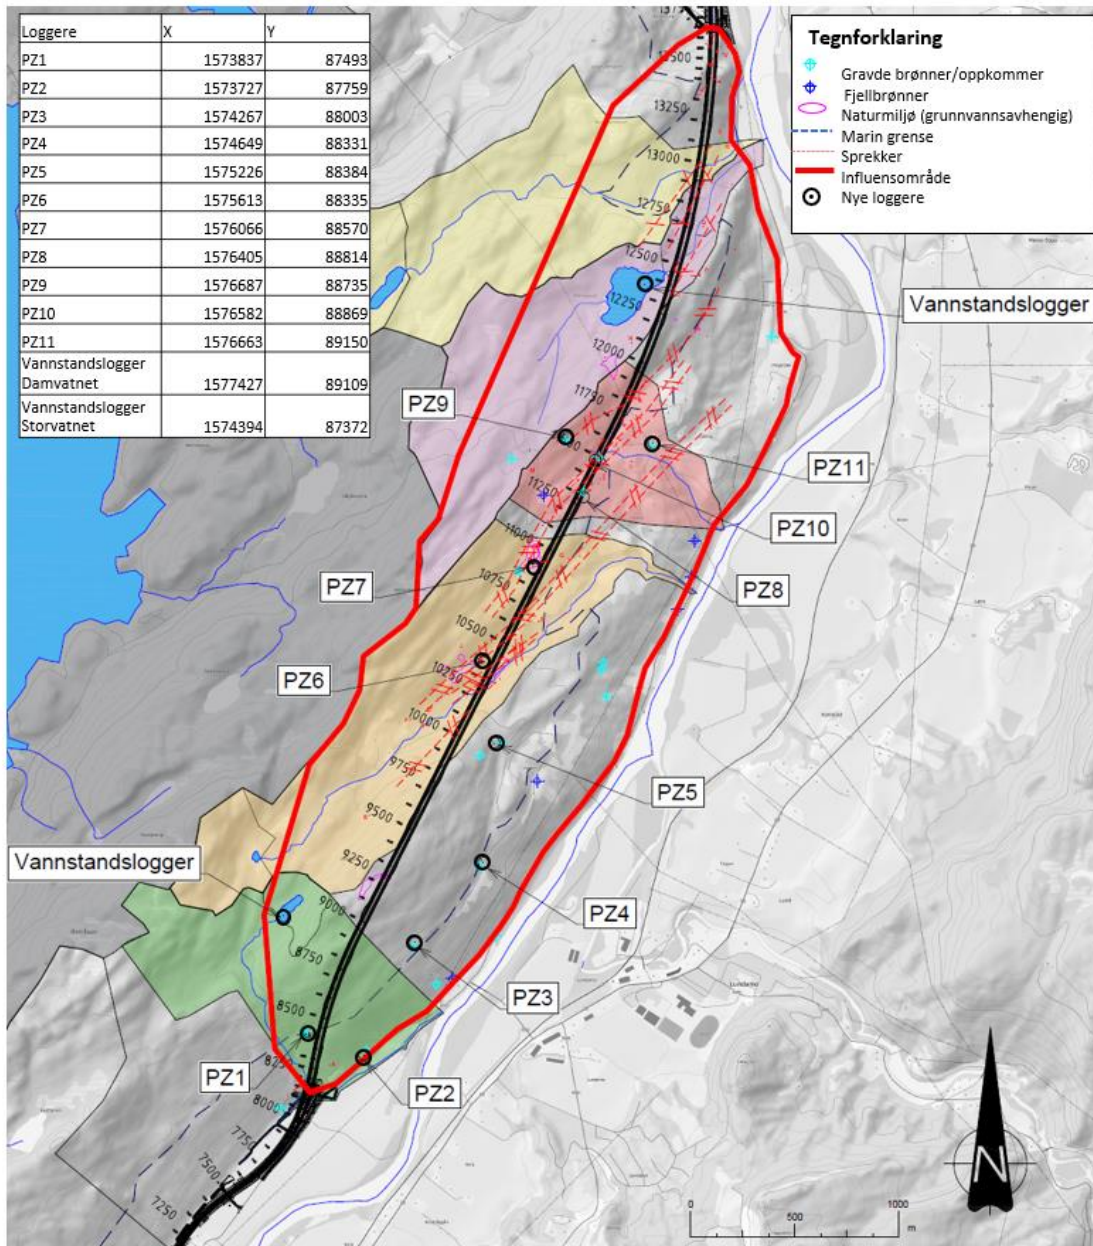 Loggere X Y
PZ1 1573837 87493
PZ2 1573727 87759
PZ3 1574267 88003
PZ4 1574649 88331
PZ5 1575226 88384
PZ6 1575613 88335
PZ7 1576066 88570
PZ8 1576405 88814
PZ9 1576687 88735
PZ10 1576582 88869
PZ11 1576663 89150
Vannstandslogger
Damvatnet 1577427 89109
Vannstandslogger
Storvatnet 1574394 87372
Tegnforklaring
Gravde brønner/oppkommer
Fjellbrønner
Naturmiljø (grunnvannsavhengig)
Marin grense
Sprekker
Influensområde
Nye loggere
13500
13250
13000
12750
12500
12250
Vannstandslogger
12000
11750
PZ9
PZ11
11250
PZ10
11000
PZ7
10750
PZ8
10500
PZ6
10250
10000
9750
PZ5
9500
Vannstandslogger
9250
9000
PZ4
8750
PZ3
Lundamo
8500
PZ1
8250
PZ2
8000
7750
7500
7250
N
0 500 1000
m